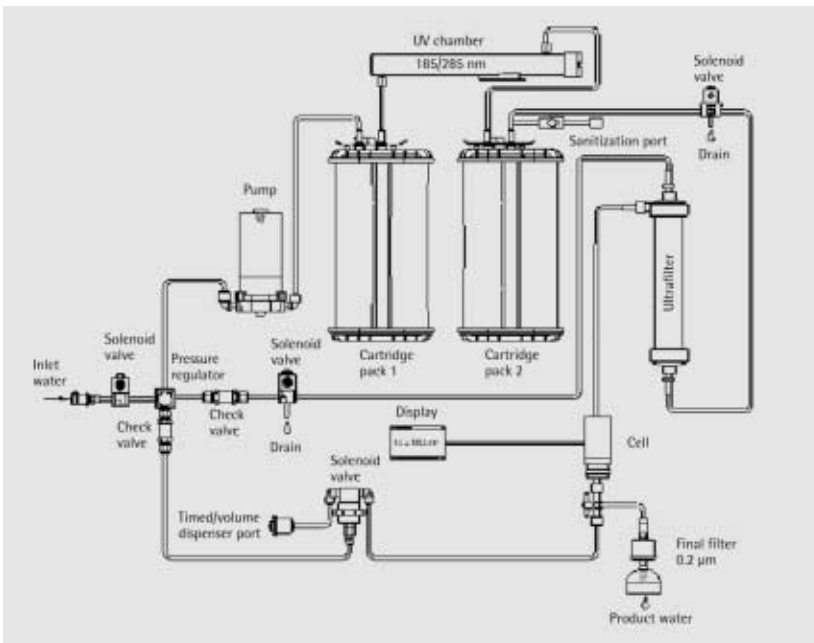 UV chamber
185/285 nm
Solenoid
valve
Sanitization port
Drain
Pump
Ultrafilter
Solenoid
valve
Inlet
water
Pressure
regulator
Solenoid
valve
Cartridge
pack 1
Cartridge
pack 2
Check
valve
Check
valve
Drain
Display
Cell
Solenoid
valve
Timed/volume
dispenser port
Final filter
0.2 µm
Product water